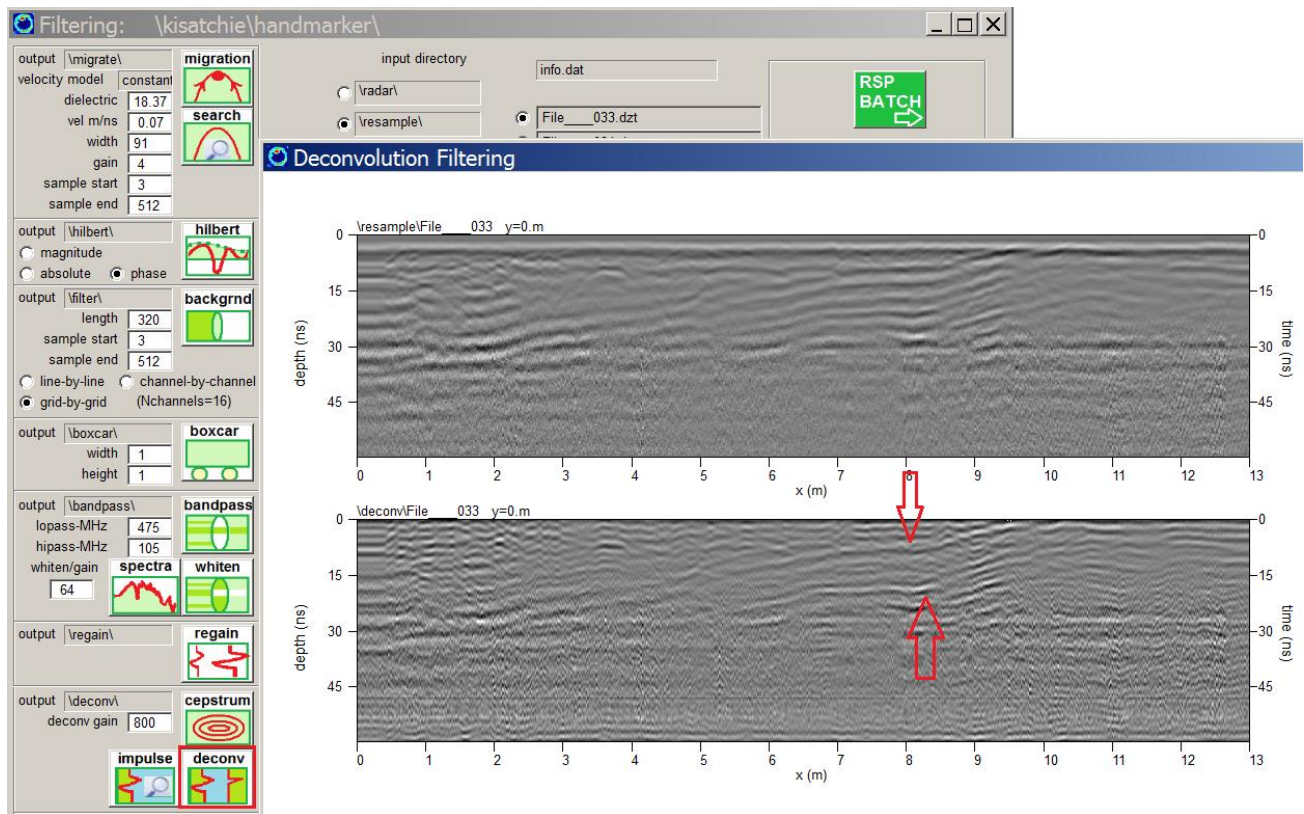 Filtering: \kisatchie\handmarker\
output \migrate\ migration
velocity model constant
dielectric 18.37
vel m/ns 0.07 search
width 91
gain 4
sample start 3
sample end 512
output \hilbert\ hilbert
magnitude
absolute phase
output \filter\ backgrnd
length 320
sample start 3
sample end 512
line-by-line channel-by-channel
grid-by-grid (Nchannels=16)
output \boxcar\ boxcar
width 1
height 1
output \bandpass\ bandpass
lopass-MHz 475
hipass-MHz 105
whiten/gain spectra whiten
64
output \regain\ regain
output \deconv\ cepstrum
deconv gain 800
impulse deconv
input directory
\radar\
\resample\
info.dat
File____033.dzt
RSP
BATCH
Deconvolution Filtering
\resample\File____033 y=0.m
0 0
15 15
30 30
45 45
depth (ns)
time (ns)
0 1 2 3 4 5 6 7 8 9 10 11 12 13
x (m)
\deconv\File____033 y=0.m
0 0
15 15
30 30
45 45
depth (ns)
time (ns)
0 1 2 3 4 5 6 7 8 9 10 11 12 13
x (m)